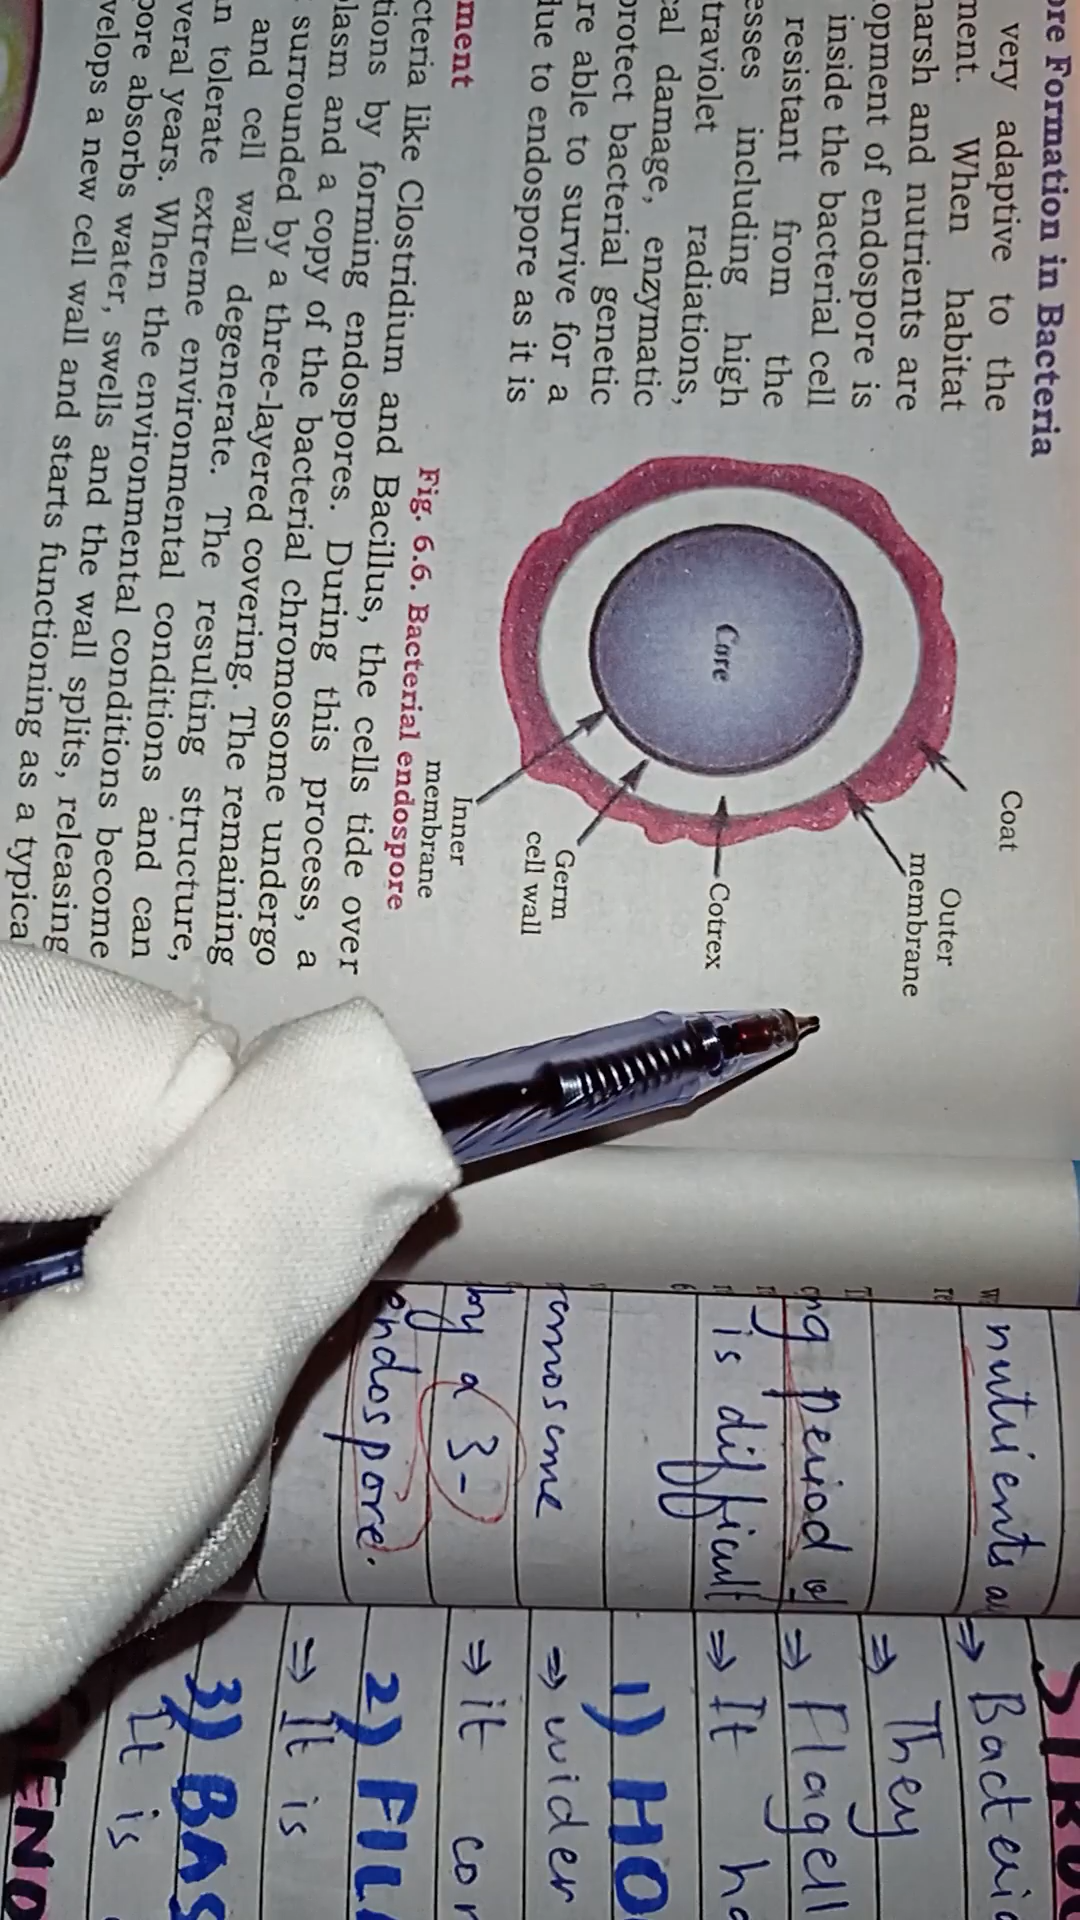 ore Formation in Bacteria
very adaptive to the
ment. When habitat
harsh and nutrients are
opment of endospore is
inside the bacterial cell
resistant from the
esses including high
traviolet radiations,
cal damage, enzymatic
protect bacterial genetic
re able to survive for a
due to endospore as it is
Coat
Outer
membrane
Cotrex
Germ
cell wall
Inner
membrane
Core
Fig. 6.6. Bacterial endospore
ment
cteria like Clostridium and Bacillus, the cells tide over
tions by forming endospores. During this process, a
lasm and a copy of the bacterial chromosome undergo
surrounded by a three-layered covering. The remaining
and cell wall degenerate. The resulting structure,
n tolerate extreme environmental conditions and can
veral years. When the environmental conditions become
pore absorbs water, swells and the wall splits, releasing
velops a new cell wall and starts functioning as a typica
nutrients a
ng period of
is difficult
romosome
by a 3-
endospore.
STRU
⇒ Bacteri
⇒ They
⇒ Flagell
⇒ It ha
1) HO
⇒ wider
⇒ it con
2) FIL
⇒ It is
3) BAS
It is